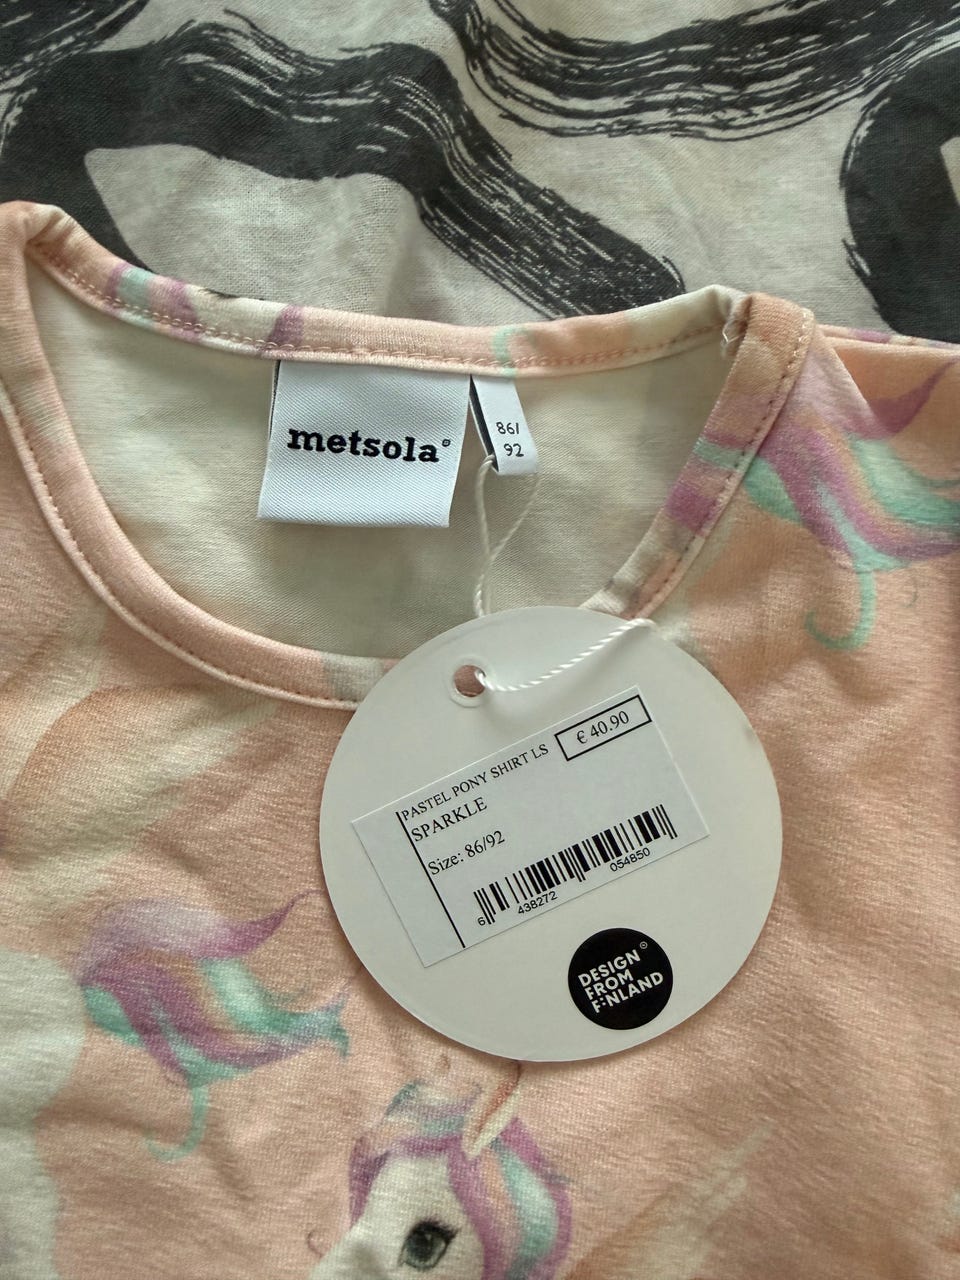 metsola®
86/
92
€ 40.90
PASTEL PONY SHIRT LS
SPARKLE
Size: 86/92
6 438272 054850
DESIGN
FROM
FINLAND